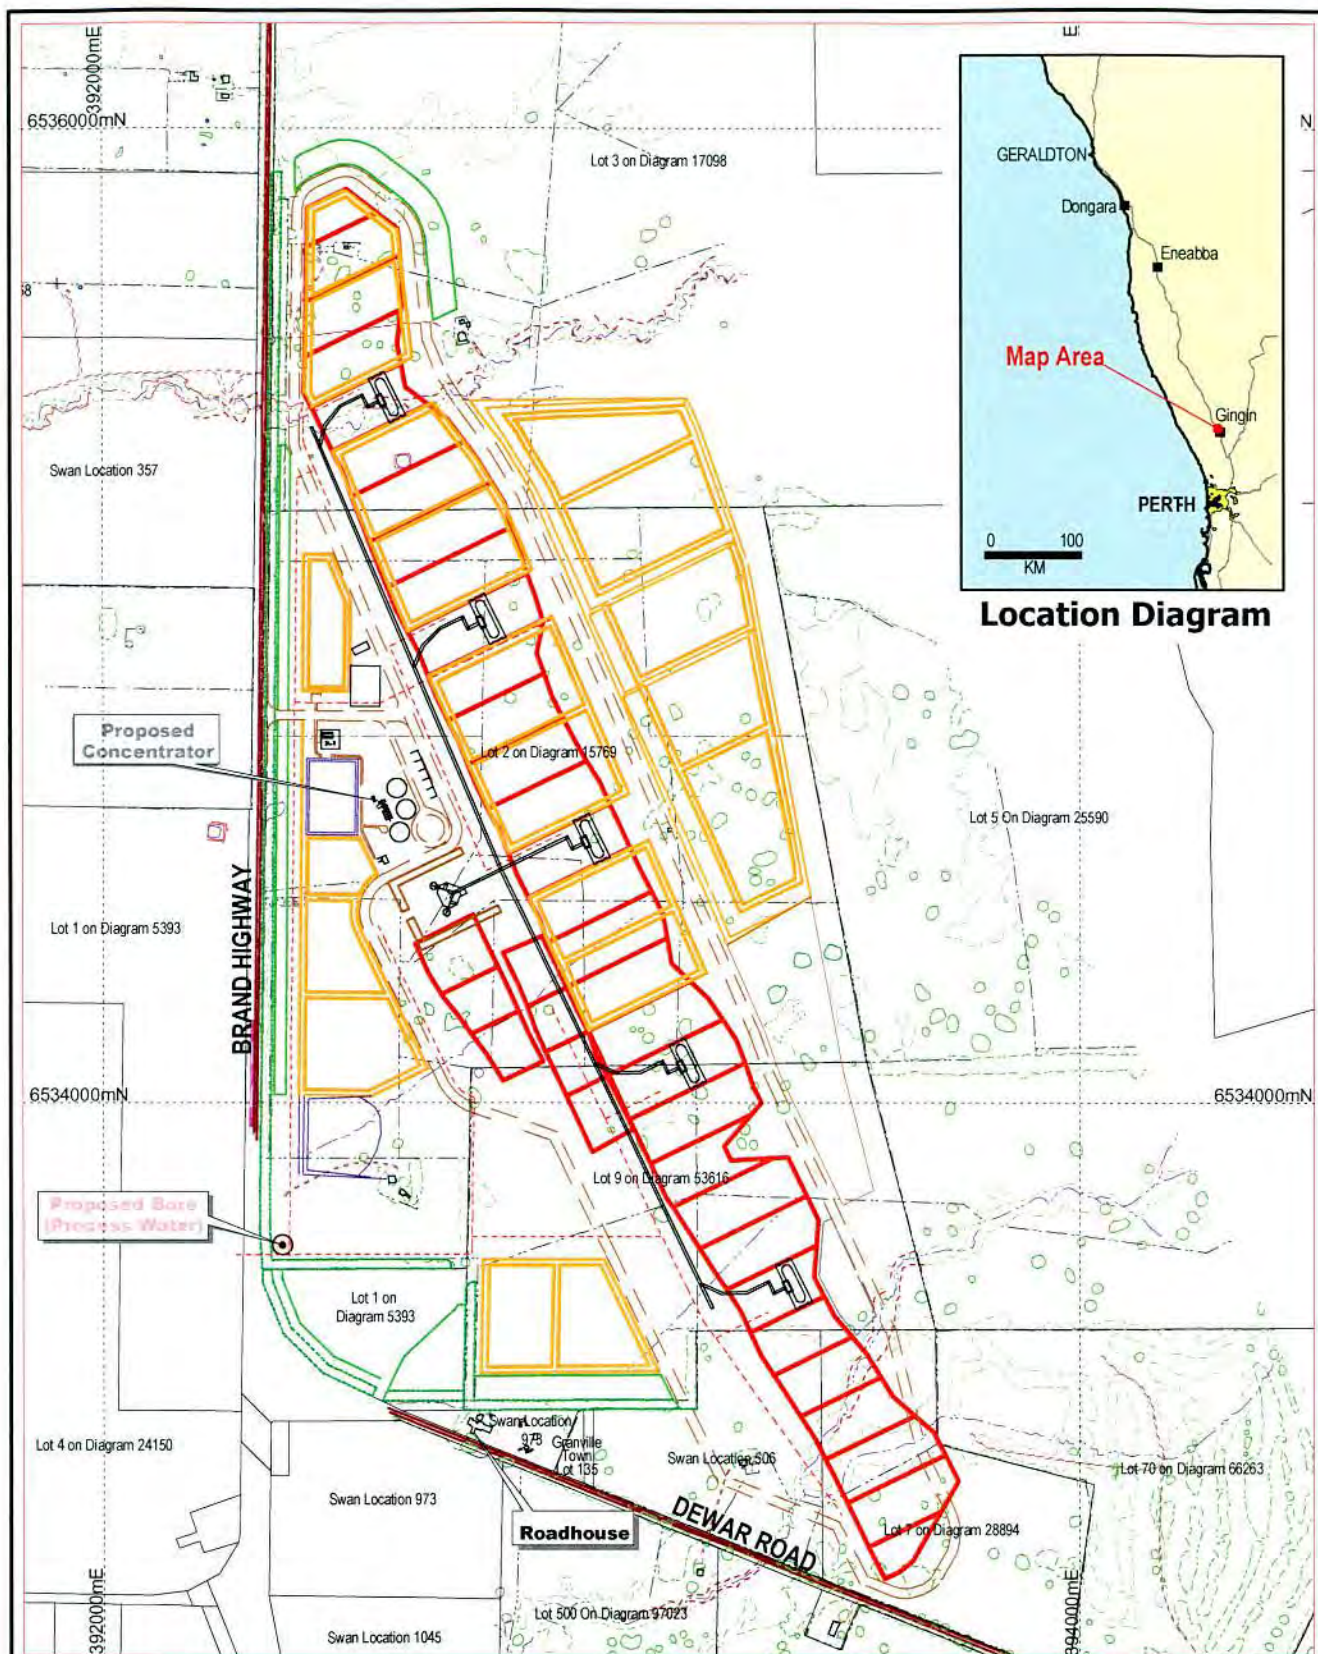 392000mE
E
6536000mN
N
Lot 3 on Diagram 17098
GERALDTON
Dongara
Eneabba
Map Area
Gingin
PERTH
0 100
KM
Location Diagram
Swan Location 357
Proposed
Concentrator
Lot 2 on Diagram 15769
Lot 5 On Diagram 25590
BRAND HIGHWAY
Lot 1 on Diagram 5393
6534000mN
6534000mN
Lot 9 on Diagram 53616
Proposed Bore
(Process Water)
Lot 1 on
Diagram 5393
Lot 4 on Diagram 24150
Swan Location
Granville
Town
Lot 135
Swan Location 506
Lot 70 on Diagram 66263
Swan Location 973
Roadhouse
DEWAR ROAD
Lot 7 on Diagram 28894
Lot 500 On Diagram 97023
Swan Location 1045
392000mE
394000mE